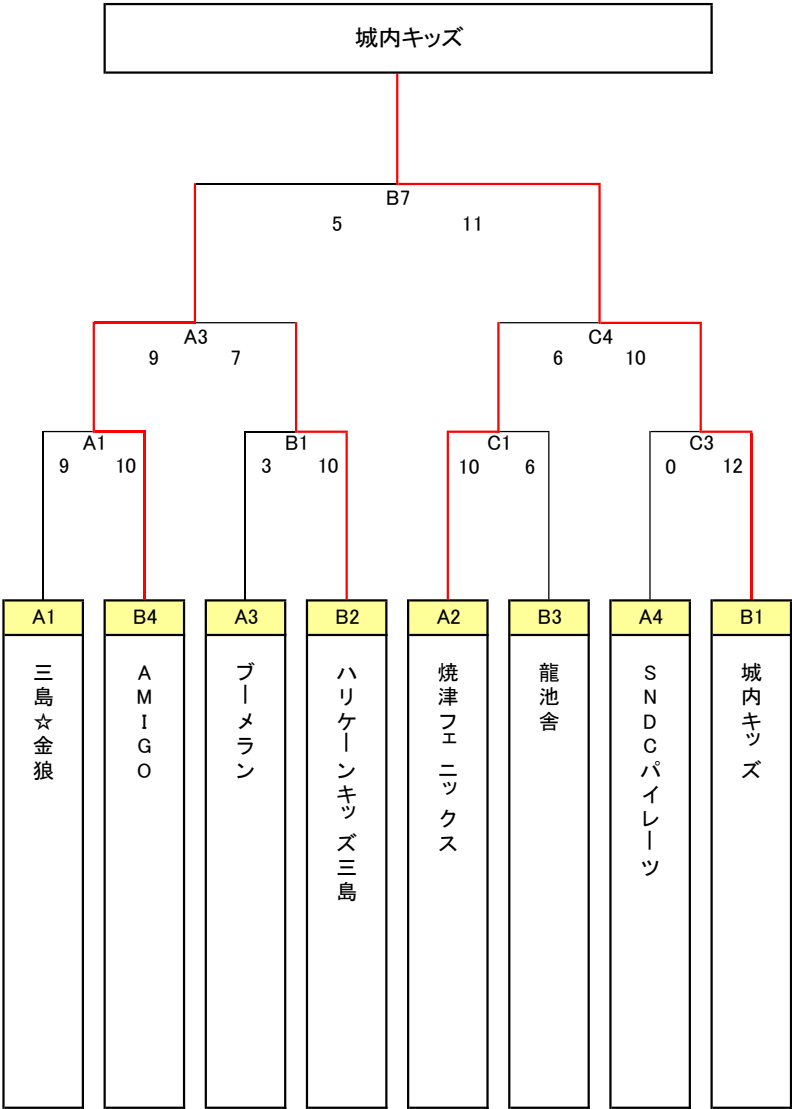 城内キッズ
B7
5 11
A3 C4
9 7 6 10
A1 B1 C1 C3
9 10 3 10 10 6 0 12
A1 B4 A3 B2 A2 B3 A4 B1
三島☆金狼
AMIGO
ブーメラン
ハリケーンキッズ三島
焼津フェニックス
龍池舎
SNDCパイレーツ
城内キッズ